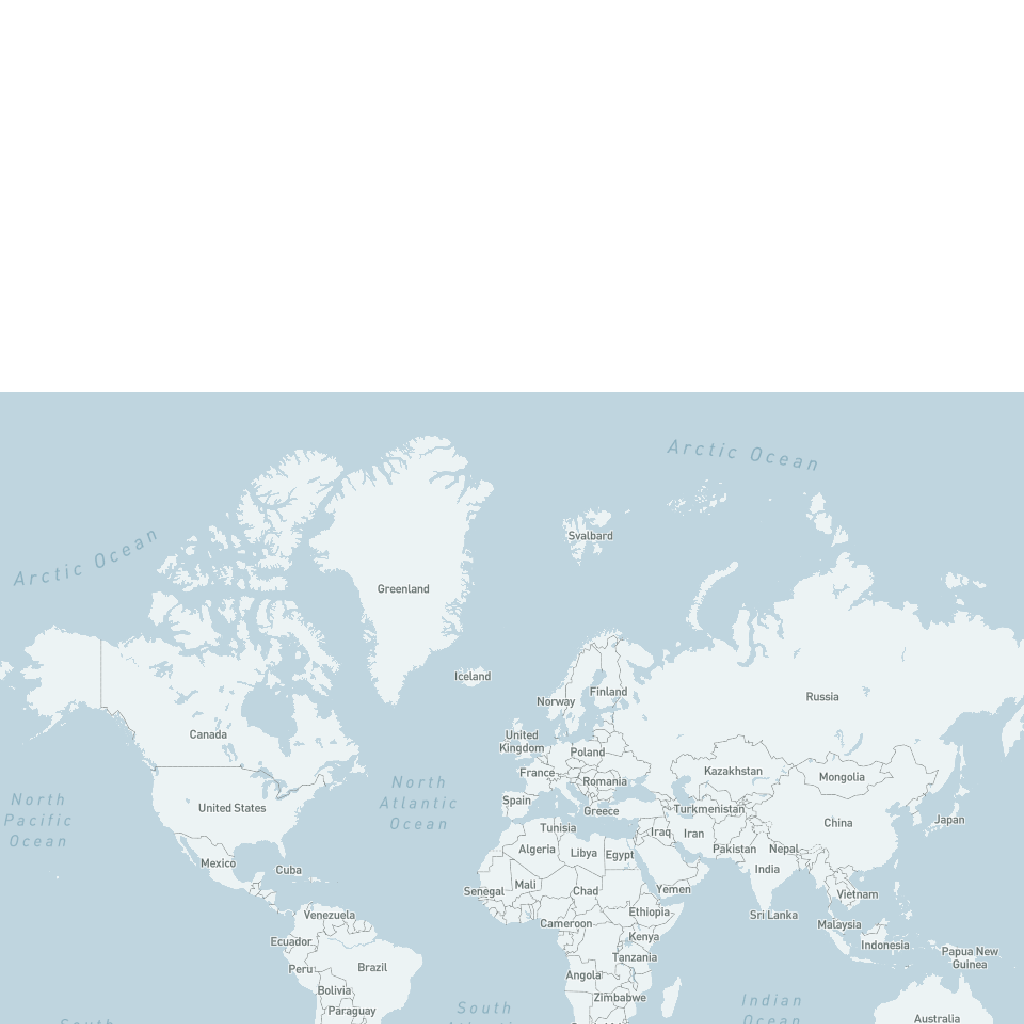 Arctic Ocean
Svalbard
Arctic Ocean
Greenland
Iceland
Finland
Norway
Russia
Canada
United
Kingdom
Poland
France
Romania
Kazakhstan
Mongolia
North
Atlantic
Ocean
North
Pacific
Ocean
United States
Spain
Greece
Turkmenistan
China
Japan
Tunisia
Iraq
Iran
Algeria
Libya
Egypt
Pakistan
Nepal
Mexico
Cuba
India
Senegal
Mali
Chad
Yemen
Vietnam
Venezuela
Cameroon
Ethiopia
Sri Lanka
Malaysia
Ecuador
Kenya
Indonesia
Peru
Brazil
Tanzania
Papua New
Guinea
Angola
Bolivia
Zimbabwe
Paraguay
South
Indian
Ocean
Australia